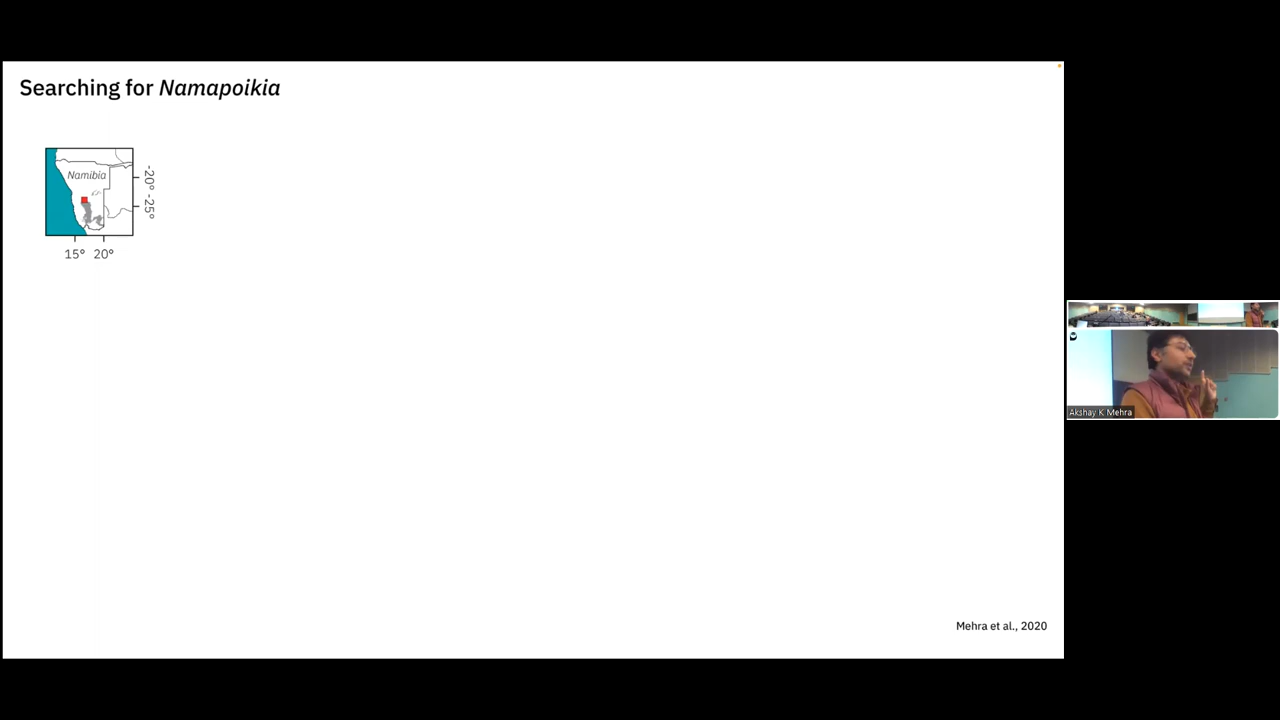 Searching for Namapoikia
Namibia
-20°
-25°
15° 20°
Mehra et al., 2020
Akshay K Mehra